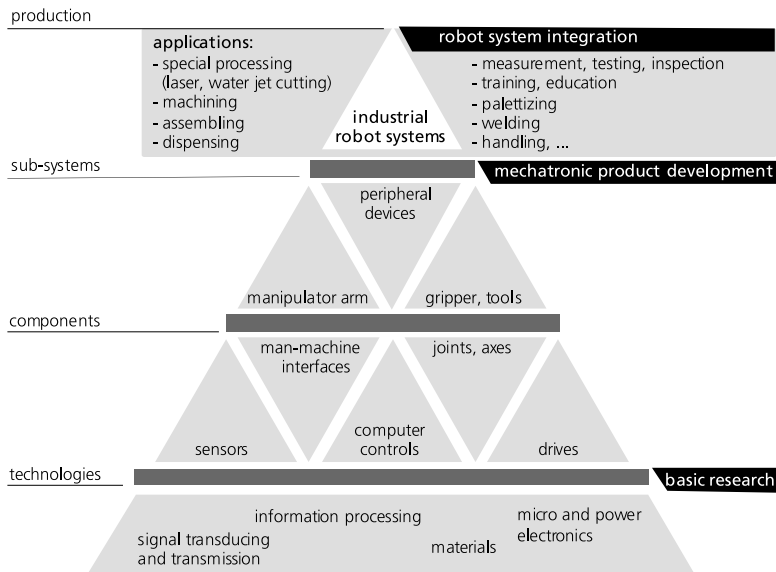 production
applications:
- special processing
(laser, water jet cutting)
- machining
- assembling
- dispensing
industrial
robot systems
robot system integration
- measurement, testing, inspection
- training, education
- palettizing
- welding
- handling, ...
sub-systems
mechatronic product development
peripheral
devices
manipulator arm
gripper, tools
components
man-machine
interfaces
joints, axes
sensors
computer
controls
drives
technologies
basic research
information processing
signal transducing
and transmission
materials
micro and power
electronics